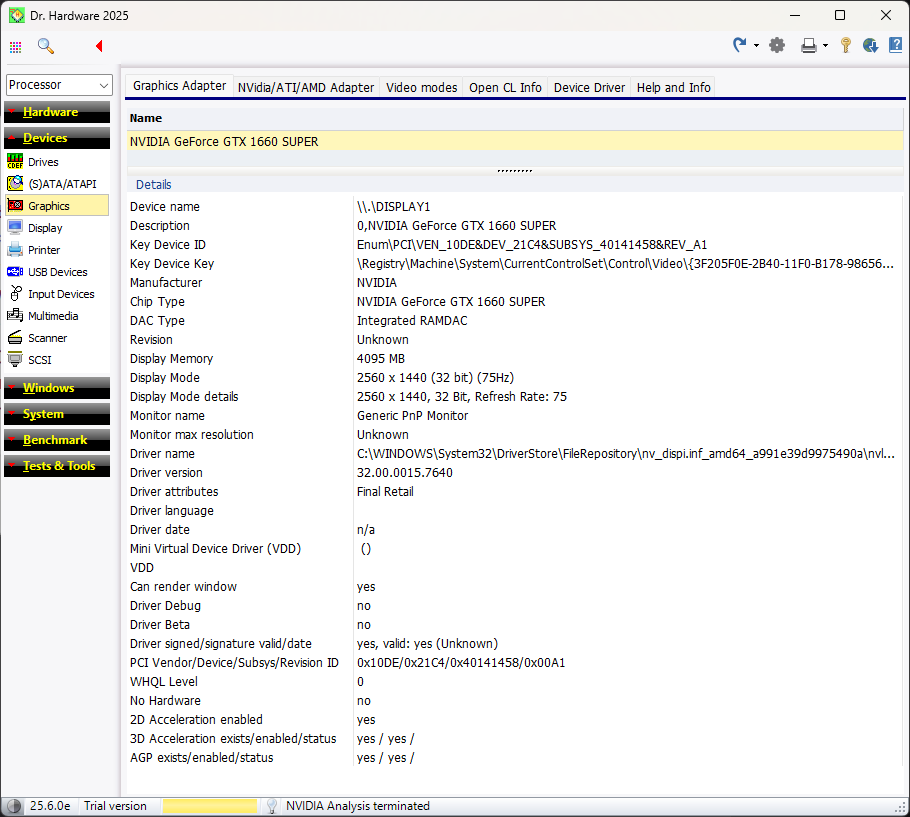 Dr. Hardware 2025
Processor
Hardware
Devices
Drives
(S)ATA/ATAPI
Graphics
Display
Printer
USB Devices
Input Devices
Multimedia
Scanner
SCSI
Windows
System
Benchmark
Tests & Tools
Graphics Adapter NVidia/ATI/AMD Adapter Video modes Open CL Info Device Driver Help and Info
Name
NVIDIA GeForce GTX 1660 SUPER
Details
Device name \\.\DISPLAY1
Description 0,NVIDIA GeForce GTX 1660 SUPER
Key Device ID Enum\PCI\VEN_10DE&DEV_21C4&SUBSYS_40141458&REV_A1
Key Device Key \Registry\Machine\System\CurrentControlSet\Control\Video\{3F205F0E-2B40-11F0-B178-98656...
Manufacturer NVIDIA
Chip Type NVIDIA GeForce GTX 1660 SUPER
DAC Type Integrated RAMDAC
Revision Unknown
Display Memory 4095 MB
Display Mode 2560 x 1440 (32 bit) (75Hz)
Display Mode details 2560 x 1440, 32 Bit, Refresh Rate: 75
Monitor name Generic PnP Monitor
Monitor max resolution Unknown
Driver name C:\WINDOWS\System32\DriverStore\FileRepository\nv_dispi.inf_amd64_a991e39d9975490a\nvl...
Driver version 32.00.0015.7640
Driver attributes Final Retail
Driver language
Driver date n/a
Mini Virtual Device Driver (VDD) ()
VDD
Can render window yes
Driver Debug no
Driver Beta no
Driver signed/signature valid/date yes, valid: yes (Unknown)
PCI Vendor/Device/Subsys/Revision ID 0x10DE/0x21C4/0x40141458/0x00A1
WHQL Level 0
No Hardware no
2D Acceleration enabled yes
3D Acceleration exists/enabled/status yes / yes /
AGP exists/enabled/status yes / yes /
25.6.0e Trial version NVIDIA Analysis terminated